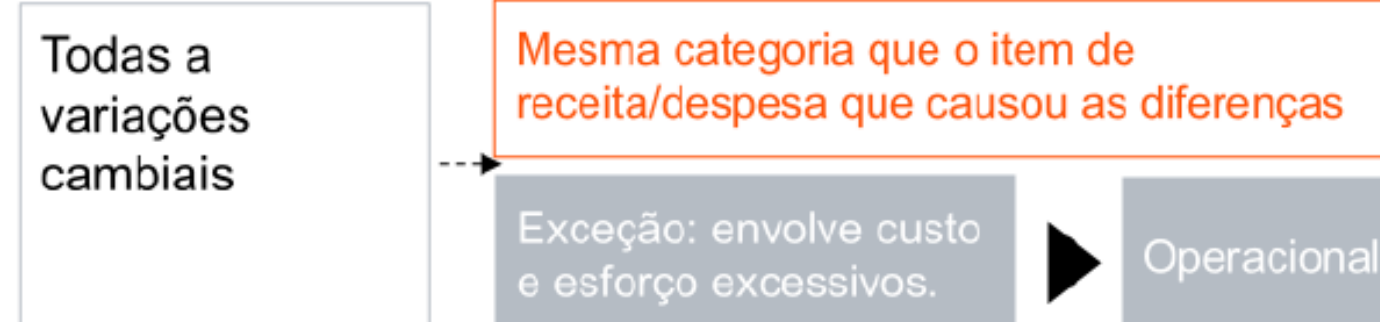 Todas a
variações
cambiais
Mesma categoria que o item de
receita/despesa que causou as diferenças
Exceção: envolve custo
e esforço excessivos.
Operacional